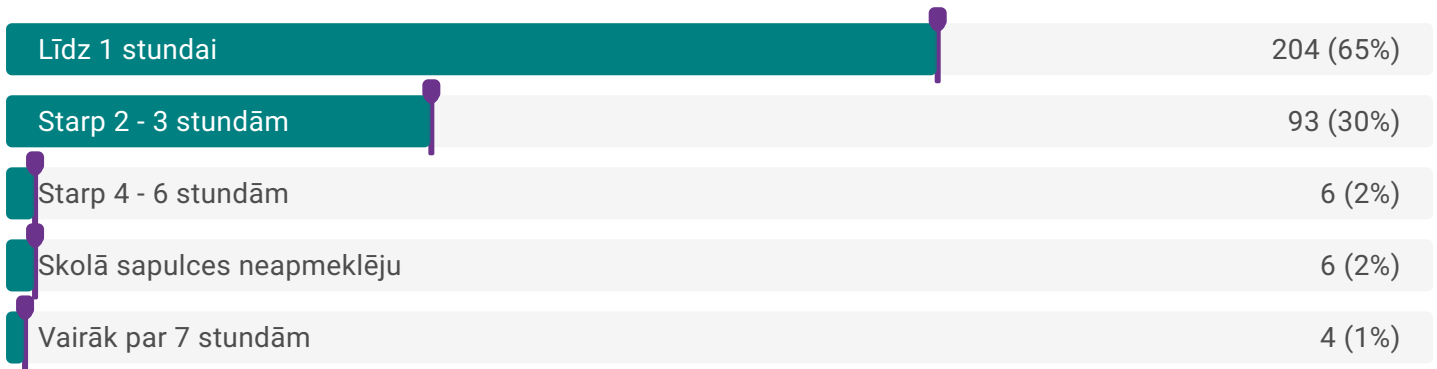 Līdz 1 stundai 204 (65%)
Starp 2 - 3 stundām 93 (30%)
Starp 4 - 6 stundām 6 (2%)
Skolā sapulces neapmeklēju 6 (2%)
Vairāk par 7 stundām 4 (1%)